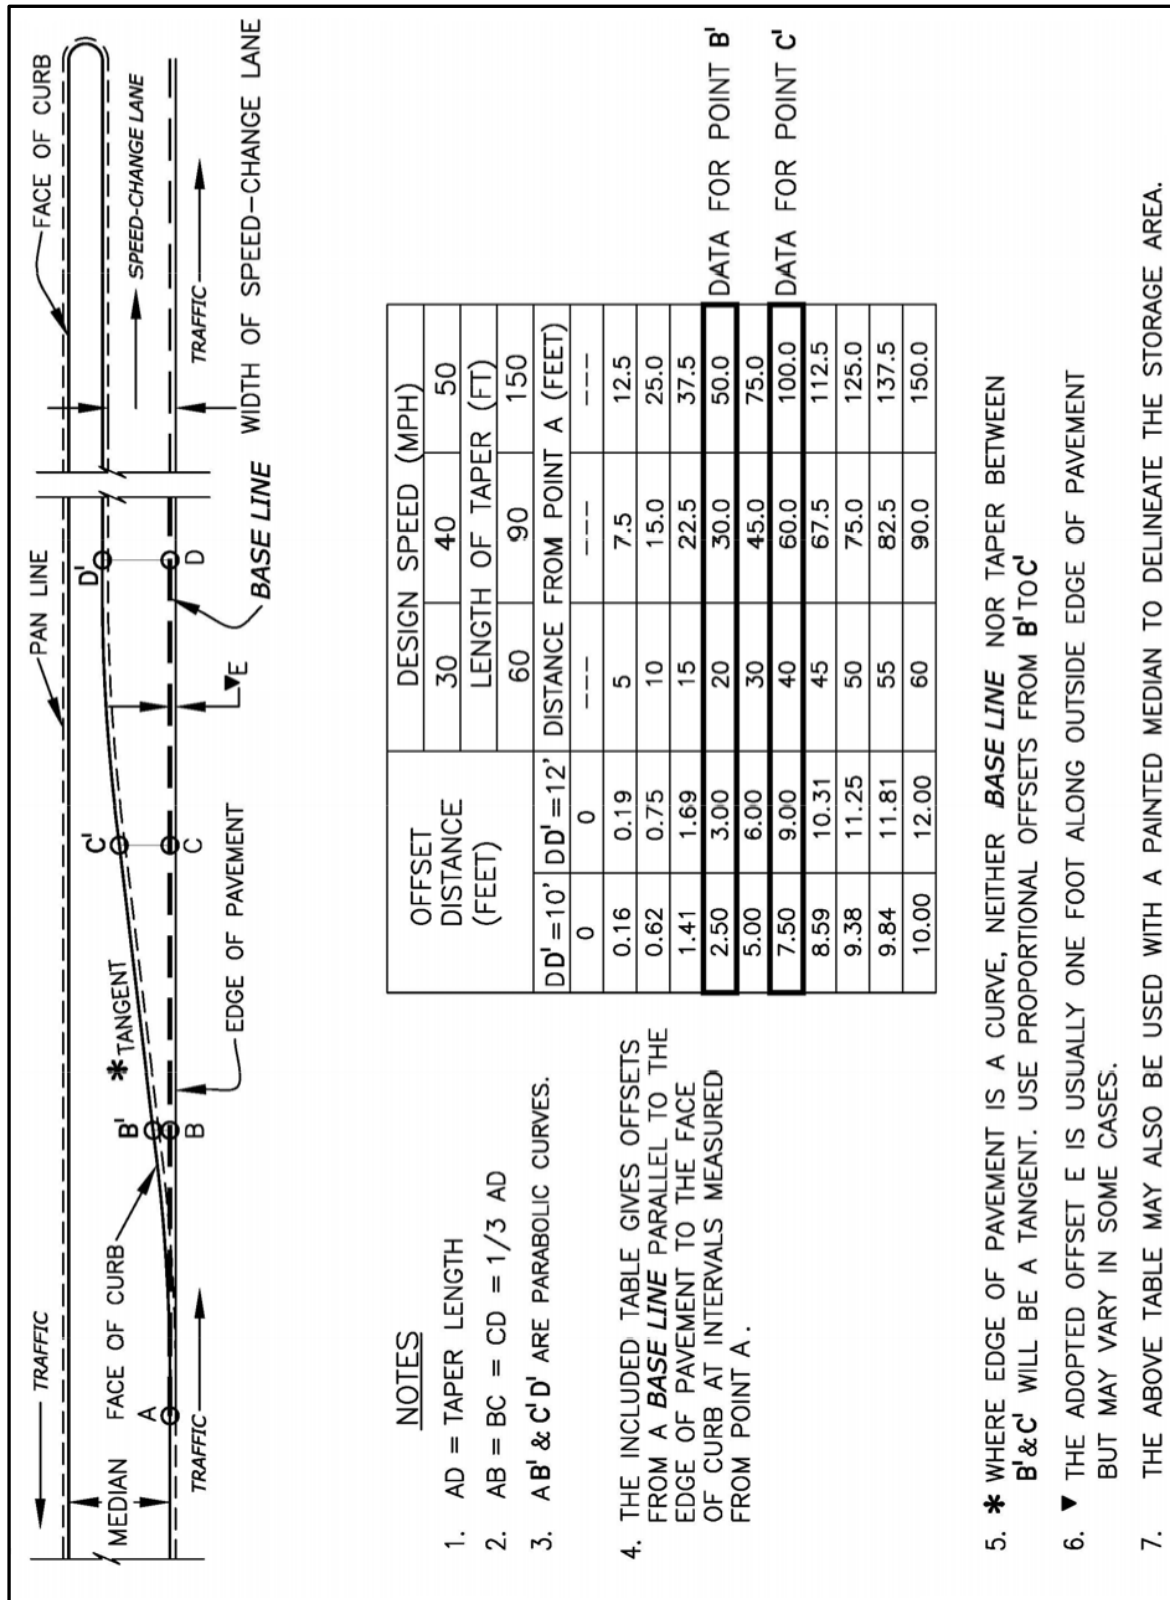 TRAFFIC
PAN LINE
FACE OF CURB
MEDIAN
FACE OF CURB
B'
* TANGENT
C'
D'
SPEED-CHANGE LANE
A
B
C
D
▼E
TRAFFIC
EDGE OF PAVEMENT
BASE LINE
TRAFFIC
WIDTH OF SPEED-CHANGE LANE
NOTES
1. AD = TAPER LENGTH
2. AB = BC = CD = 1/3 AD
3. AB' & C'D' ARE PARABOLIC CURVES.
4. THE INCLUDED TABLE GIVES OFFSETS
FROM A BASE LINE PARALLEL TO THE
EDGE OF PAVEMENT TO THE FACE
OF CURB AT INTERVALS MEASURED
FROM POINT A.
OFFSET DISTANCE (FEET) DESIGN SPEED (MPH)
30 40 50
LENGTH OF TAPER (FT)
60 90 150
DD'=10' DD'=12' DISTANCE FROM POINT A (FEET)
0 0 --- --- ---
0.16 0.19 5 7.5 12.5
0.62 0.75 10 15.0 25.0
1.41 1.69 15 22.5 37.5
2.50 3.00 20 30.0 50.0 DATA FOR POINT B'
5.00 6.00 30 45.0 75.0
7.50 9.00 40 60.0 100.0 DATA FOR POINT C'
8.59 10.31 45 67.5 112.5
9.38 11.25 50 75.0 125.0
9.84 11.81 55 82.5 137.5
10.00 12.00 60 90.0 150.0
5. * WHERE EDGE OF PAVEMENT IS A CURVE, NEITHER BASE LINE NOR TAPER BETWEEN
B'&C' WILL BE A TANGENT. USE PROPORTIONAL OFFSETS FROM B'TOC'
6. ▼ THE ADOPTED OFFSET E IS USUALLY ONE FOOT ALONG OUTSIDE EDGE OF PAVEMENT
BUT MAY VARY IN SOME CASES.
7. THE ABOVE TABLE MAY ALSO BE USED WITH A PAINTED MEDIAN TO DELINEATE THE STORAGE AREA.